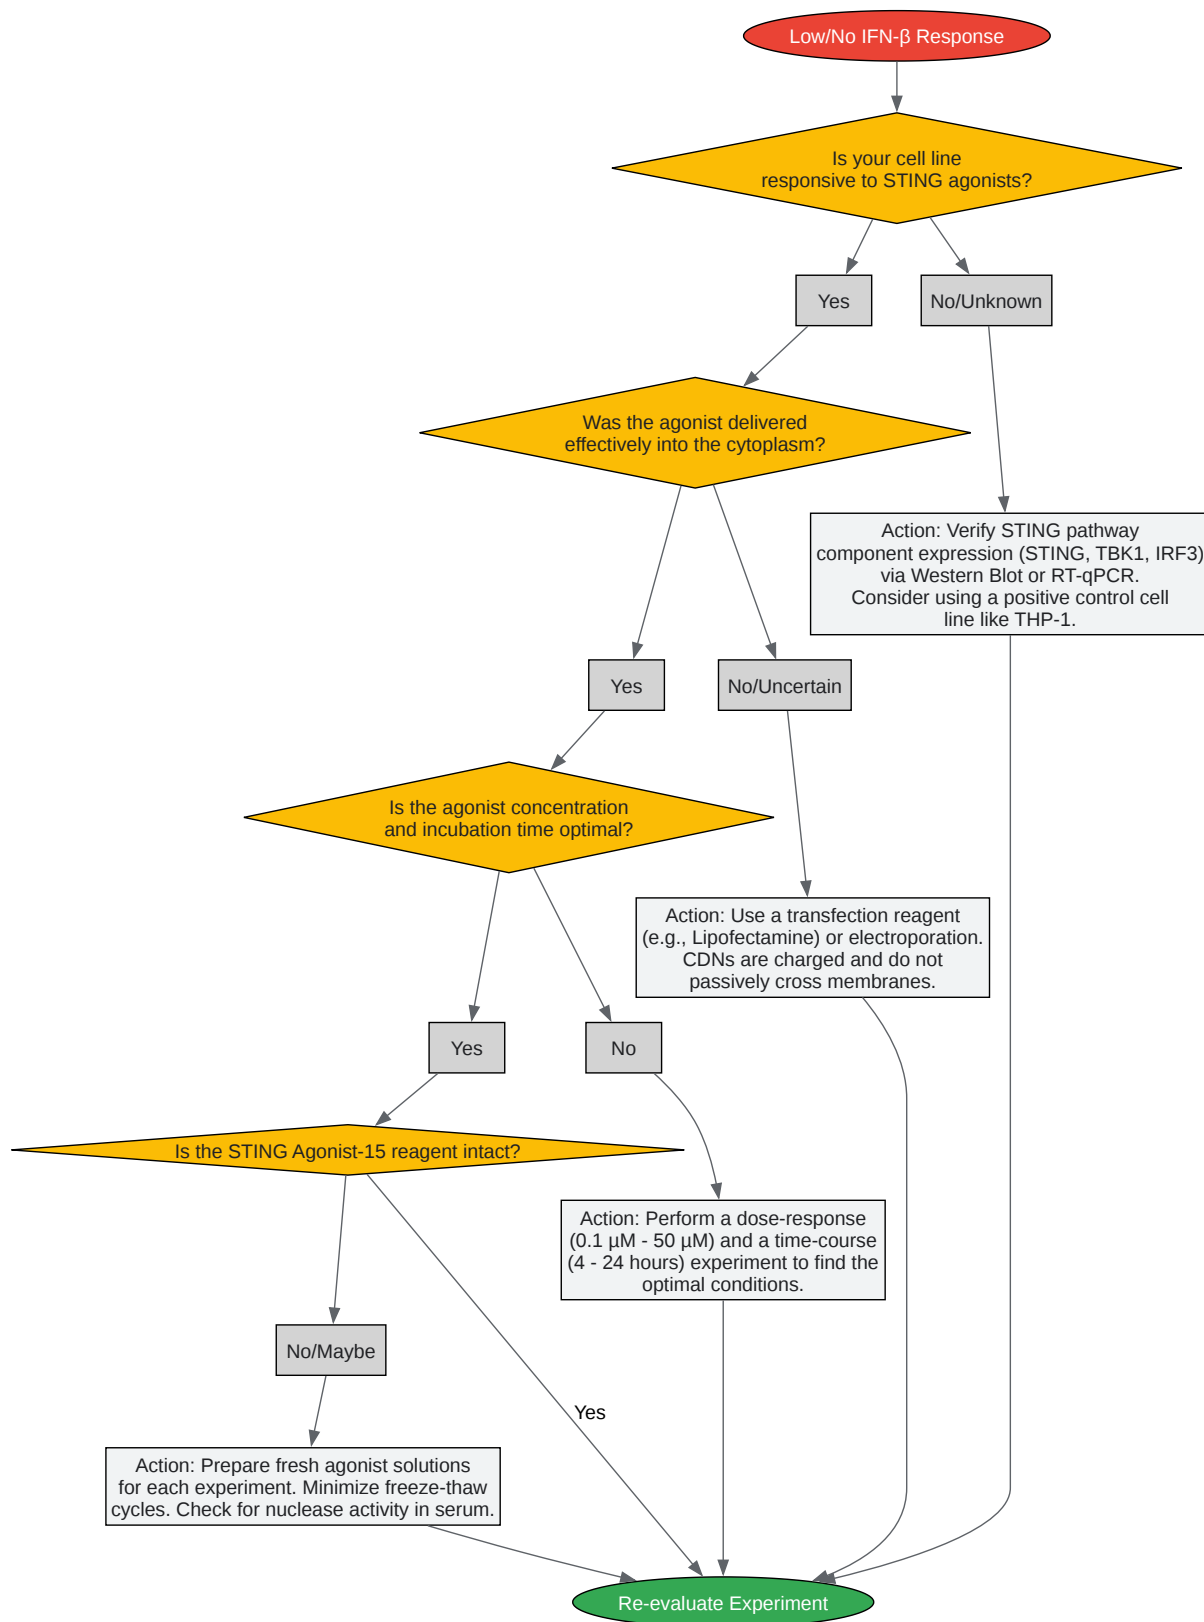 Low/No IFN-β Response
Is your cell line
responsive to STING agonists?
Yes
No/Unknown
Was the agonist delivered
effectively into the cytoplasm?
Action: Verify STING pathway
component expression (STING, TBK1, IRF3)
via Western Blot or RT-qPCR.
Consider using a positive control cell
line like THP-1.
Yes
No/Uncertain
Is the agonist concentration
and incubation time optimal?
Action: Use a transfection reagent
(e.g., Lipofectamine) or electroporation.
CDNs are charged and do not
passively cross membranes.
Yes
No
Is the STING Agonist-15 reagent intact?
Action: Perform a dose-response
(0.1 µM - 50 µM) and a time-course
(4 - 24 hours) experiment to find the
optimal conditions.
No/Maybe
Yes
Action: Prepare fresh agonist solutions
for each experiment. Minimize freeze-thaw
cycles. Check for nuclease activity in serum.
Re-evaluate Experiment